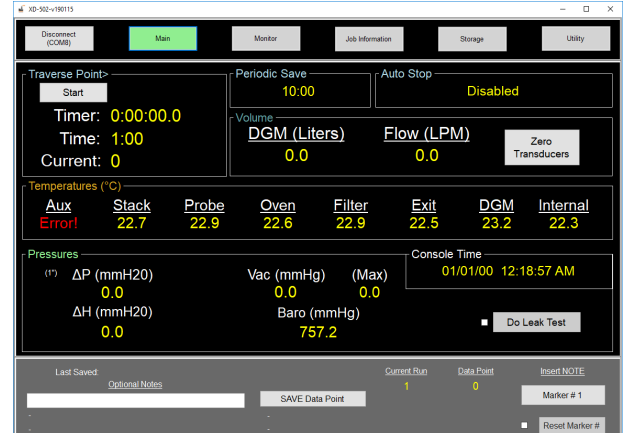 XD-502-v190115
Disconnect
(COM8)
Main
Monitor
Job Information
Storage
Utility
Traverse Point>
Start
Timer: 0:00:00.0
Time: 1:00
Current: 0
Periodic Save
10:00
Auto Stop
Disabled
Volume
DGM (Liters)
0.0
Flow (LPM)
0.0
Zero
Transducers
Temperatures (°C)
Aux Stack Probe Oven Filter Exit DGM Internal
Error! 22.7 22.9 22.6 22.9 22.5 23.2 22.3
Pressures
(1") ΔP (mmH20)
0.0
ΔH (mmH20)
0.0
Vac (mmHg) (Max)
0.0 0.0
Baro (mmHg)
757.2
Console Time
01/01/00 12:18:57 AM
Do Leak Test
Last Saved:
Optional Notes
SAVE Data Point
Current Run
1
Data Point
0
Insert NOTE
Marker # 1
Reset Marker #
-
-
-
-